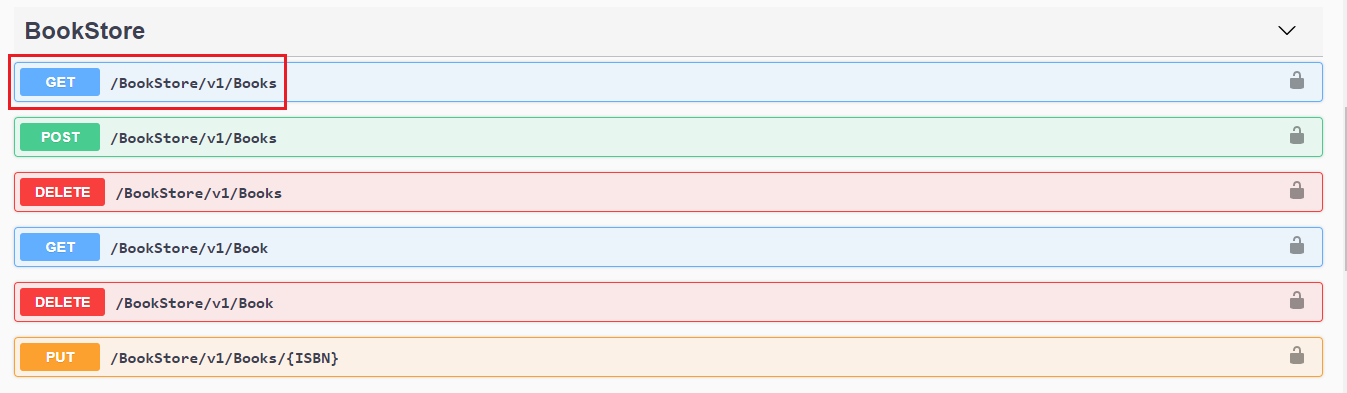 BookStore
GET /BookStore/v1/Books
POST /BookStore/v1/Books
DELETE /BookStore/v1/Books
GET /BookStore/v1/Book
DELETE /BookStore/v1/Book
PUT /BookStore/v1/Books/{ISBN}